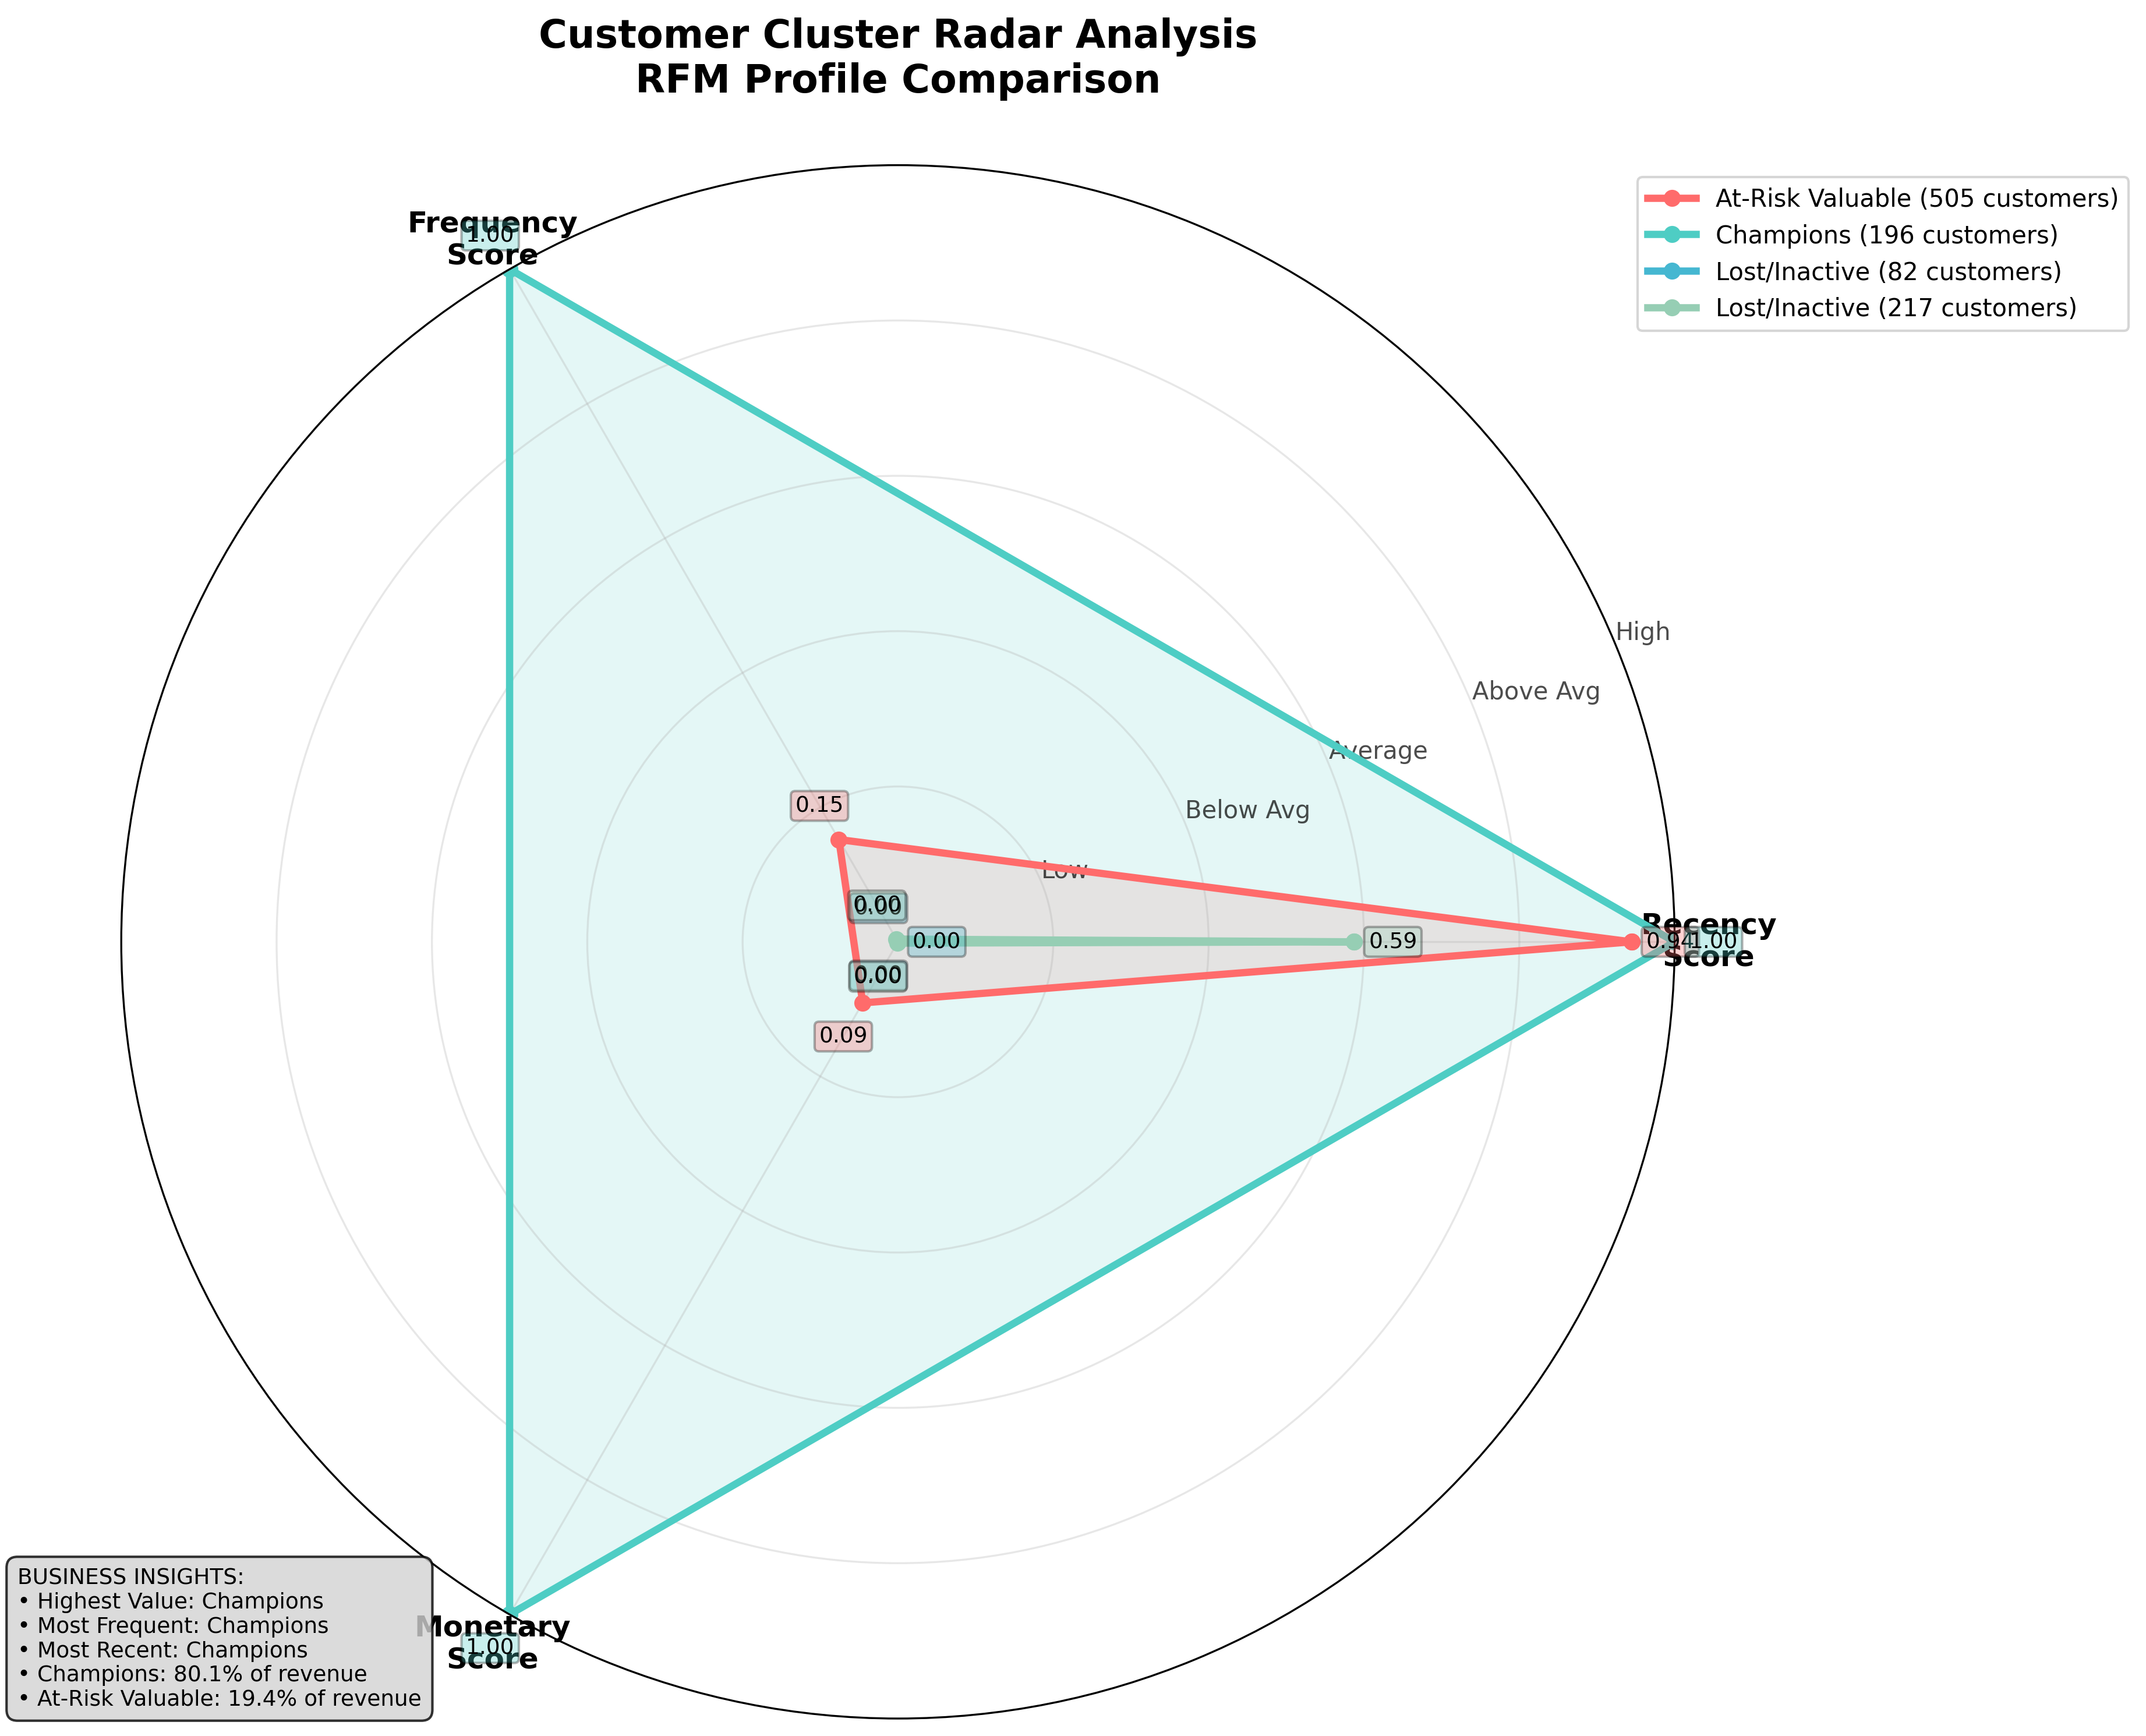 Customer Cluster Radar Analysis
RFM Profile Comparison
At-Risk Valuable (505 customers)
Champions (196 customers)
Lost/Inactive (82 customers)
Lost/Inactive (217 customers)
Frequency
Score
1.00
High
Above Avg
Average
Below Avg
Low
0.15
0.00
0.00
0.59
Recency
Score
0.94
1.00
0.00
0.09
Monetary
Score
1.00
BUSINESS INSIGHTS:
• Highest Value: Champions
• Most Frequent: Champions
• Most Recent: Champions
• Champions: 80.1% of revenue
• At-Risk Valuable: 19.4% of revenue